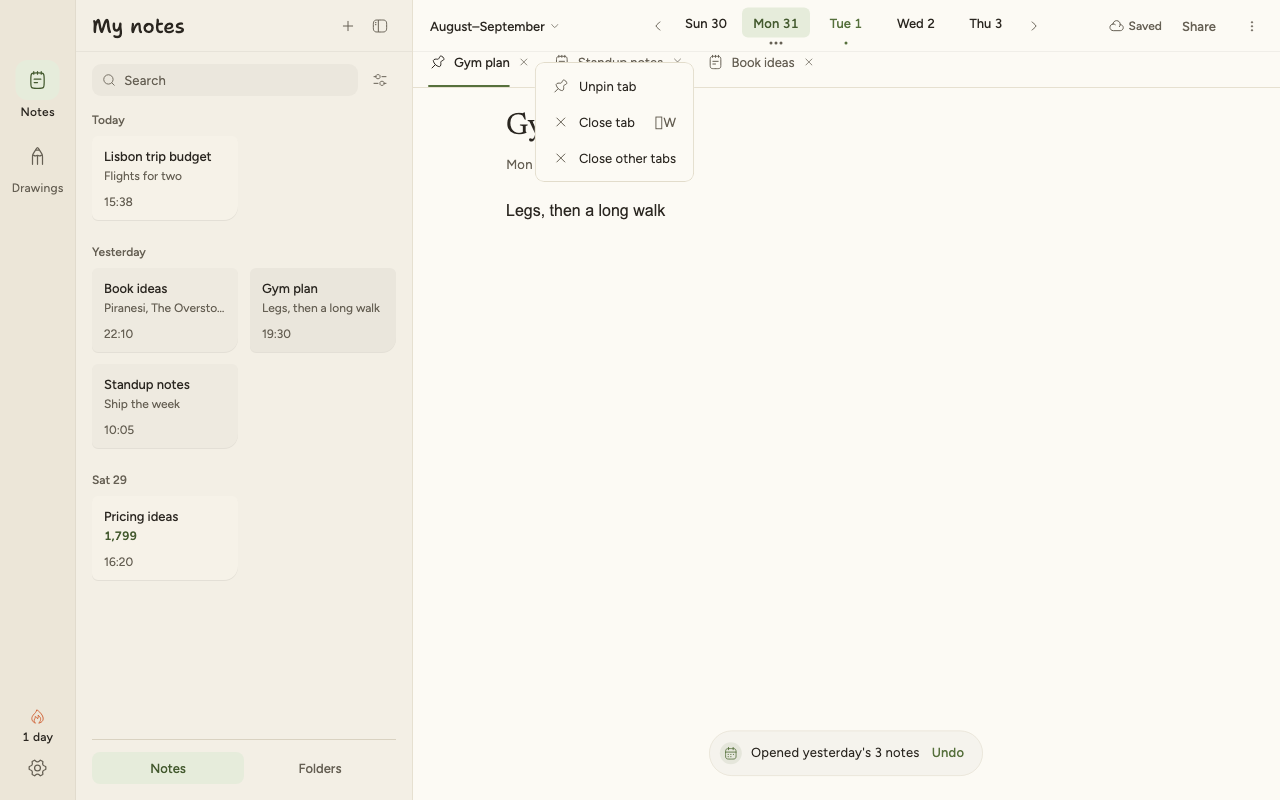 My notes
August–September
Sun 30
Mon 31
Tue 1
Wed 2
Thu 3
Saved
Share
Search
Gym plan
Standup notes
Book ideas
Unpin tab
Close tab
W
Close other tabs
Notes
Drawings
1 day
Today
Lisbon trip budget
Flights for two
15:38
Yesterday
Book ideas
Piranesi, The Oversto...
22:10
Gym plan
Legs, then a long walk
19:30
Standup notes
Ship the week
10:05
Sat 29
Pricing ideas
1,799
16:20
Notes
Folders
Gy
Mon
Legs, then a long walk
Opened yesterday's 3 notes
Undo